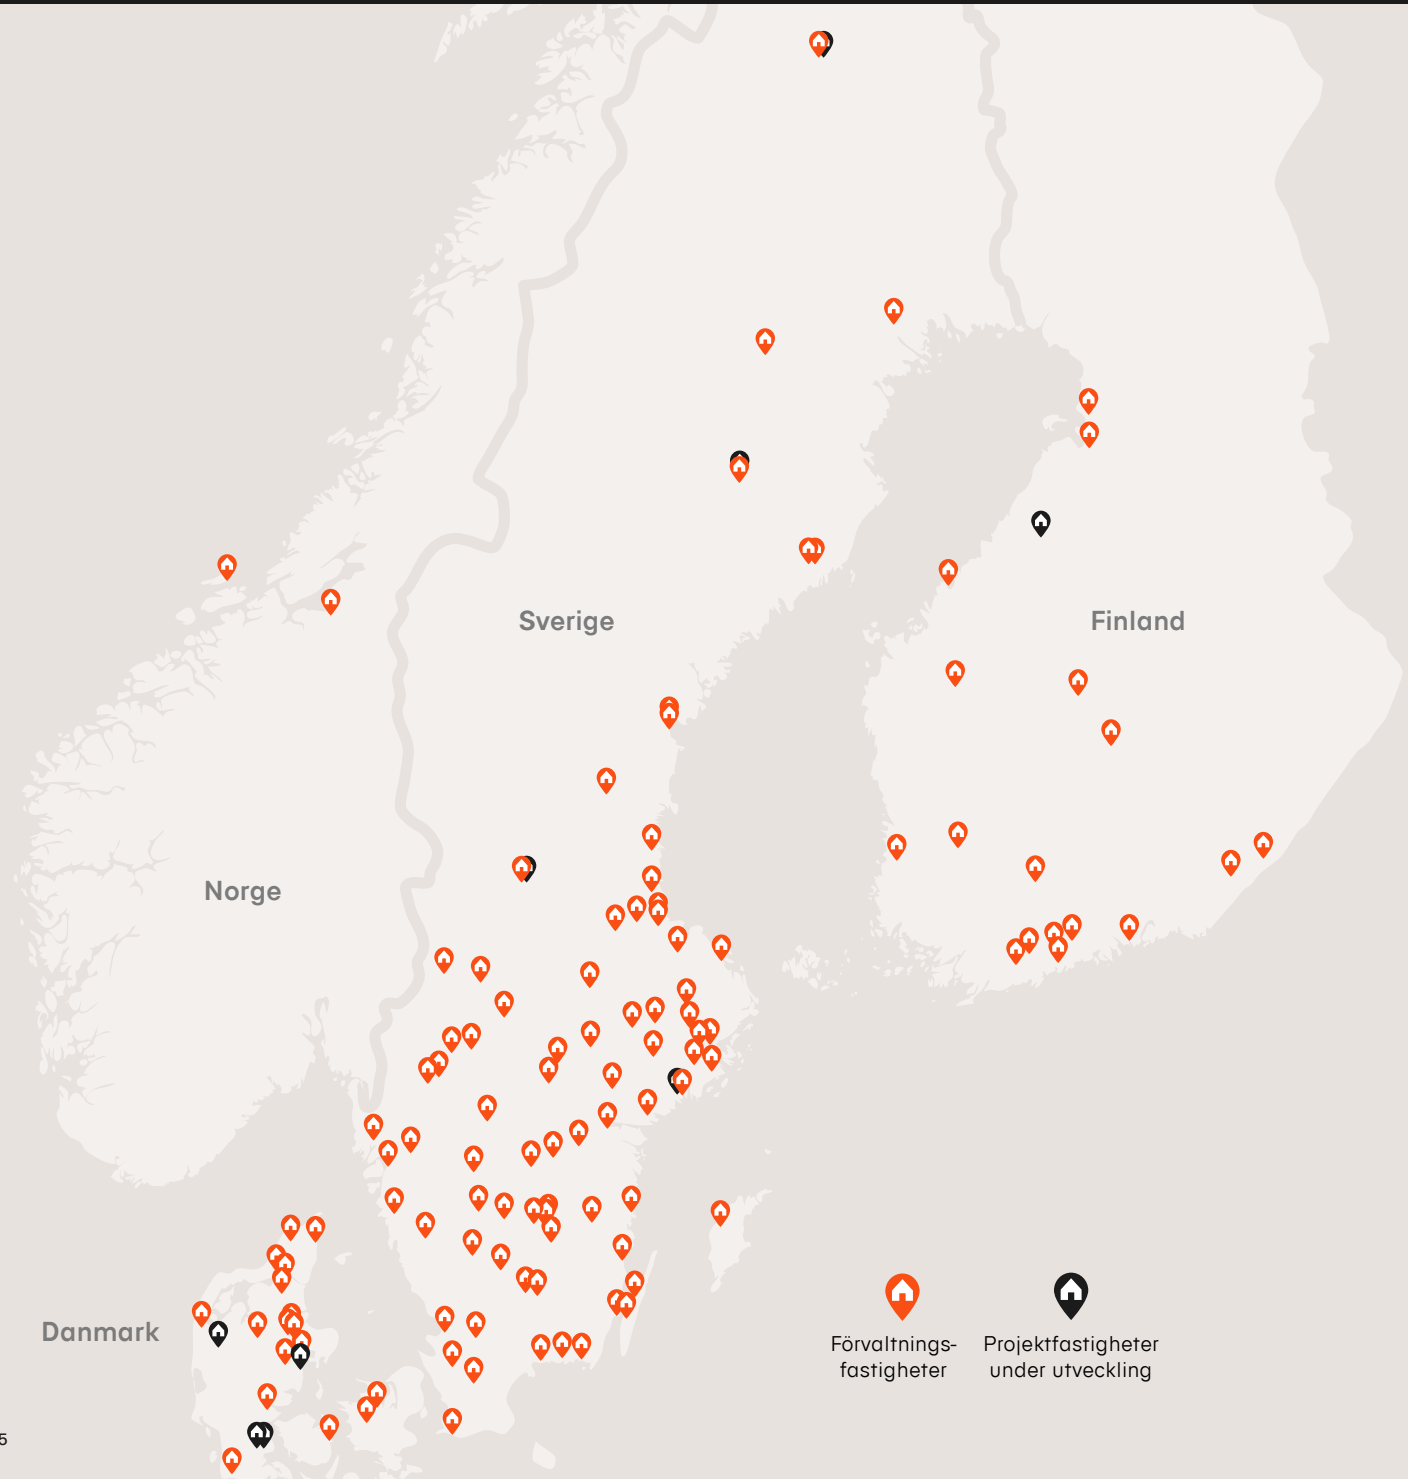 Sverige
Finland
Norge
Danmark
Förvaltnings-
fastigheter
Projektfastigheter
under utveckling
5